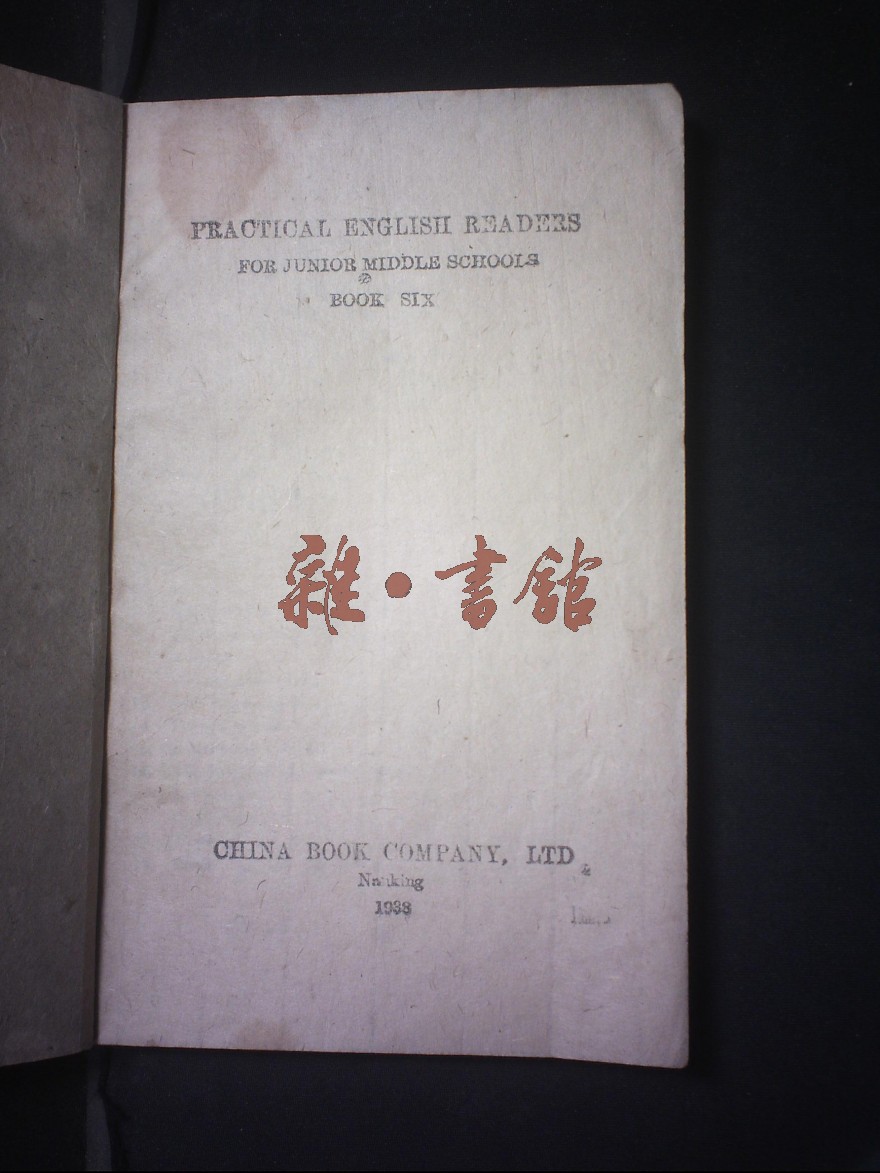 PRACTICAL ENGLISH READERS
FOR JUNIOR MIDDLE SCHOOLS
BOOK SIX
雜•書館
CHINA BOOK COMPANY, LTD
Nanking
1938